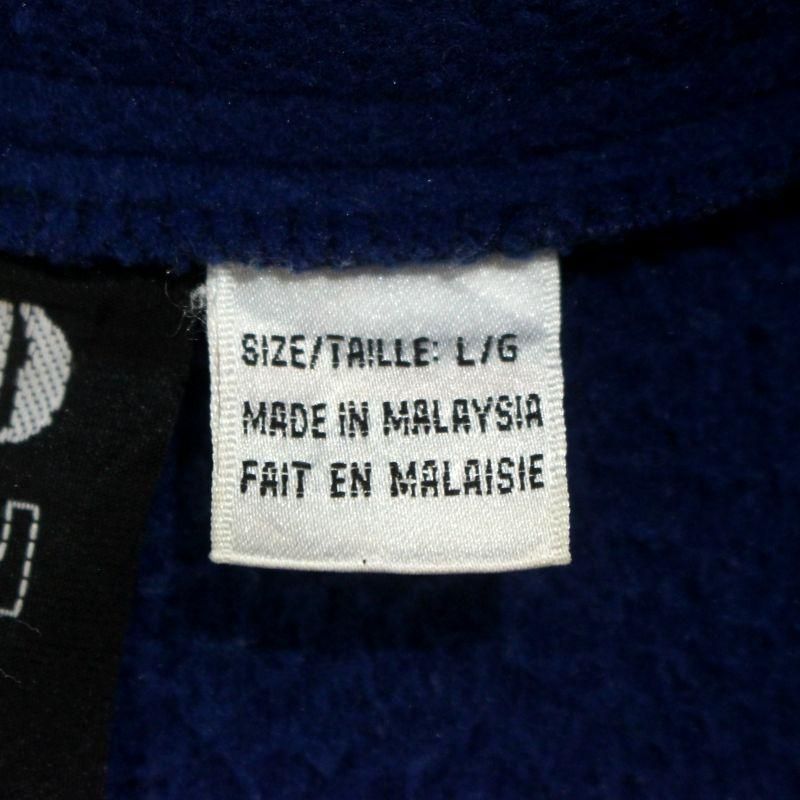 SIZE/TAILLE: L/G
MADE IN MALAYSIA
FAIT EN MALAISIE